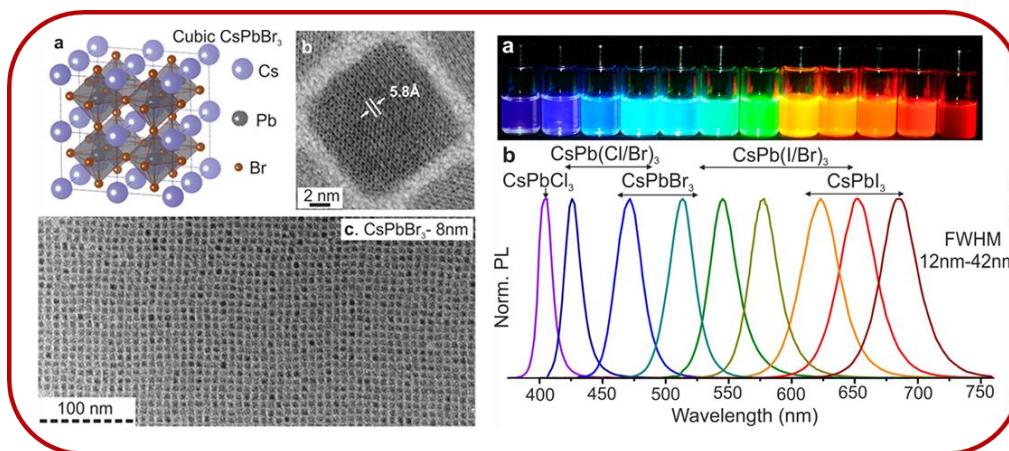 a
Cubic CsPbBr₃
Cs
Pb
Br
b
5.8Å
2 nm
c. CsPbBr₃- 8nm
100 nm
a
b
CsPb(Cl/Br)₃
CsPb(I/Br)₃
CsPbCl₃
CsPbBr₃
CsPbI₃
FWHM
12nm-42nm
Norm. PL
400 450 500 550 600 650 700 750
Wavelength (nm)